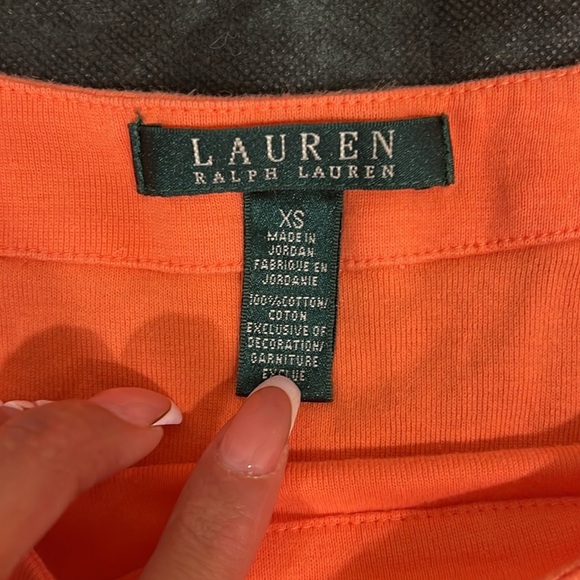 LAUREN
RALPH LAUREN
XS
MADE IN
JORDAN
FABRIQUE EN
JORDANIE
100% COTTON/
COTON
EXCLUSIVE OF
DECORATION/
GARNITURE
EXCLUE